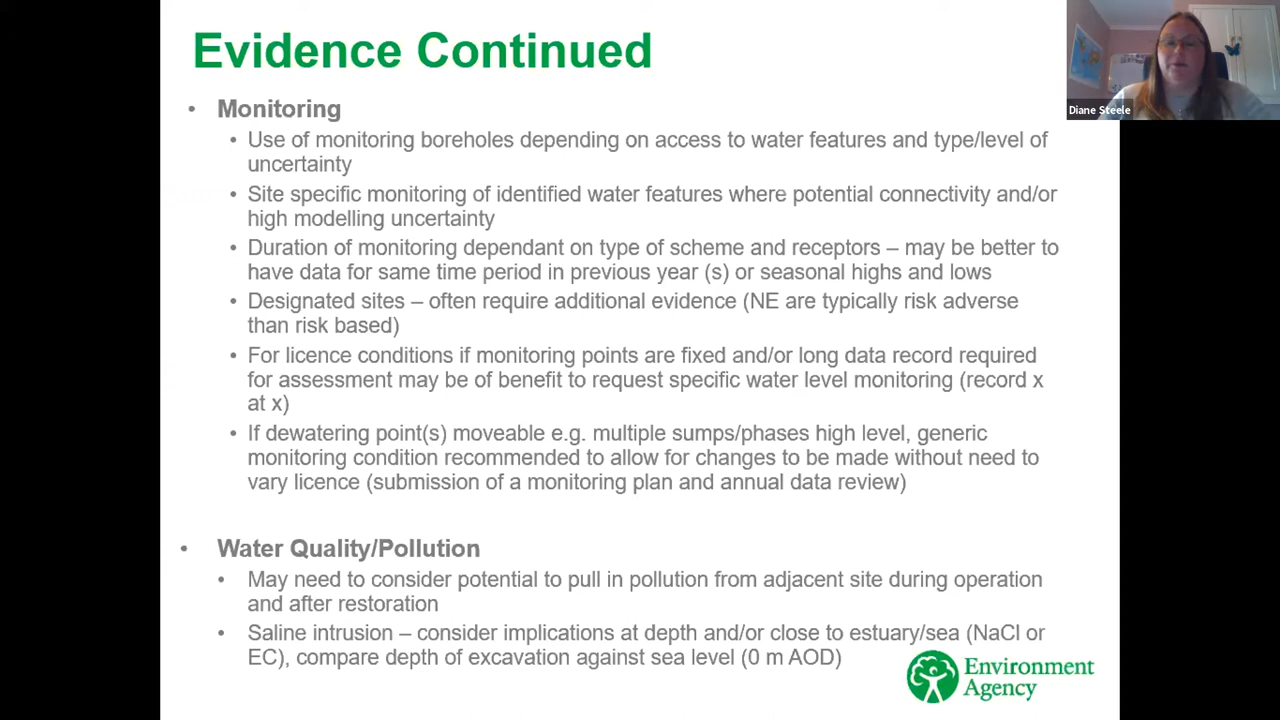 Evidence Continued
• Monitoring
• Use of monitoring boreholes depending on access to water features and type/level of
uncertainty
• Site specific monitoring of identified water features where potential connectivity and/or
high modelling uncertainty
• Duration of monitoring dependant on type of scheme and receptors – may be better to
have data for same time period in previous year (s) or seasonal highs and lows
• Designated sites – often require additional evidence (NE are typically risk adverse
than risk based)
• For licence conditions if monitoring points are fixed and/or long data record required
for assessment may be of benefit to request specific water level monitoring (record x
at x)
• If dewatering point(s) moveable e.g. multiple sumps/phases high level, generic
monitoring condition recommended to allow for changes to be made without need to
vary licence (submission of a monitoring plan and annual data review)
• Water Quality/Pollution
• May need to consider potential to pull in pollution from adjacent site during operation
and after restoration
• Saline intrusion – consider implications at depth and/or close to estuary/sea (NaCl or
EC), compare depth of excavation against sea level (0 m AOD)
Environment
Agency
Diane Steele